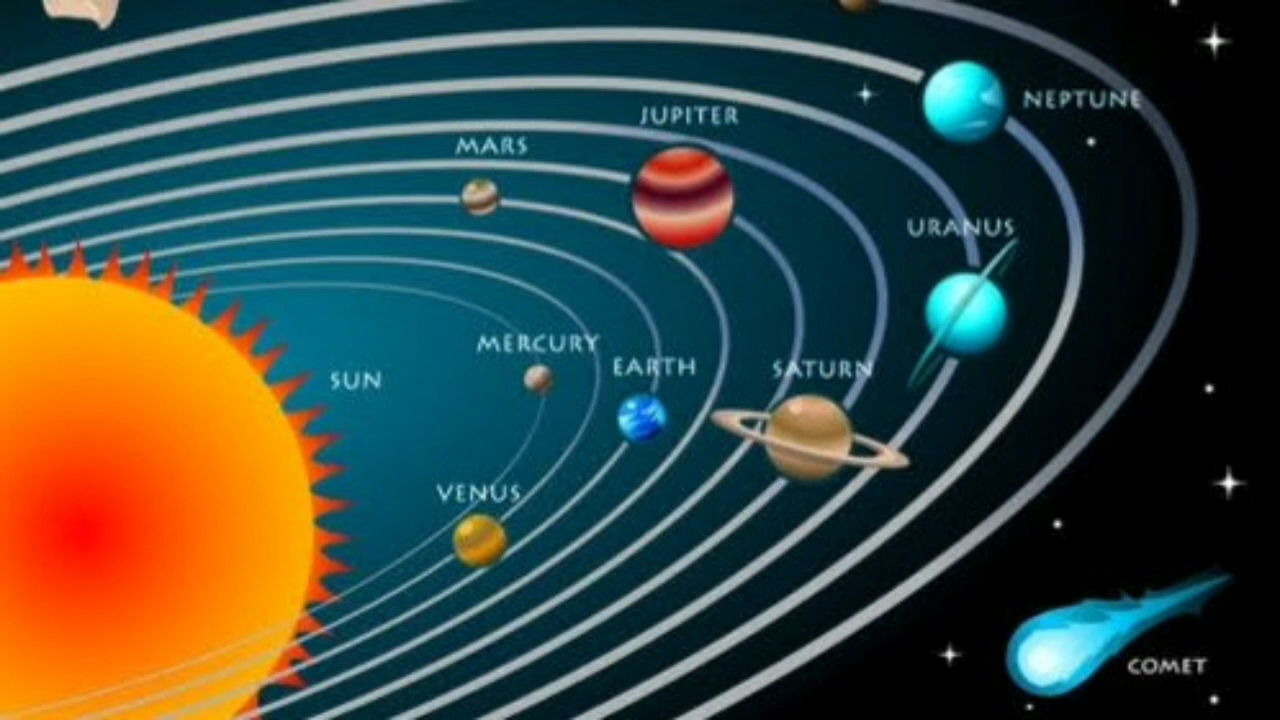 NEPTUNE
JUPITER
MARS
URANUS
MERCURY
EARTH
SATURN
SUN
VENUS
COMET